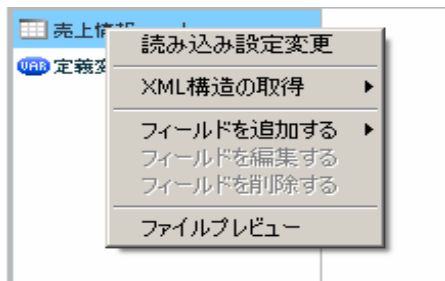 売上情
読み込み設定変更
VAR 定義変
XML構造の取得
フィールドを追加する
フィールドを編集する
フィールドを削除する
ファイルプレビュー